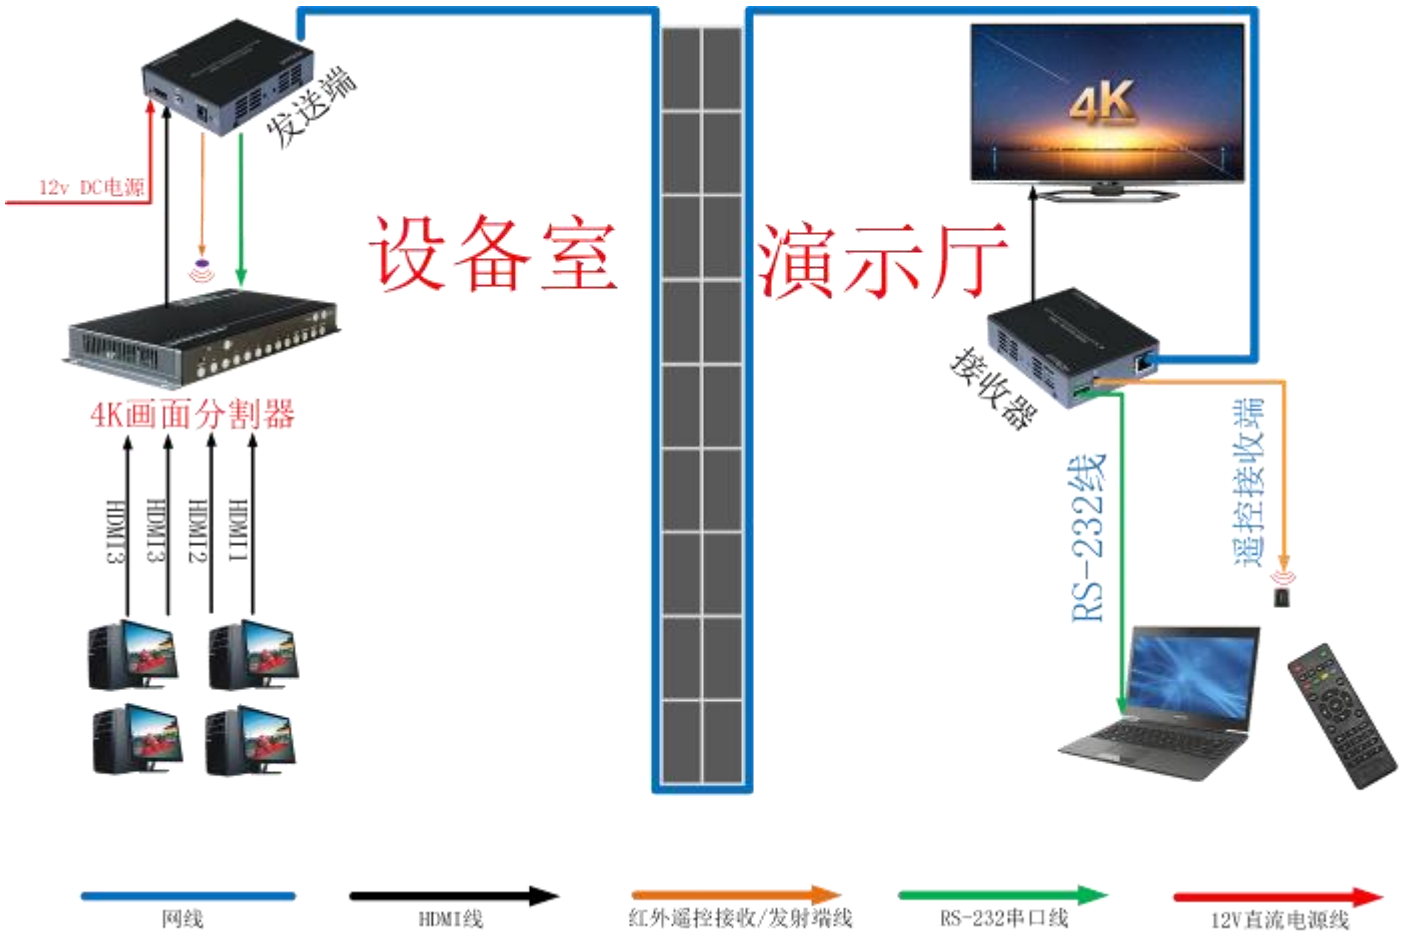 发送端
12v DC电源
设备室
演示厅
4K
接收器
4K画面分割器
HDMI3
HDMI3
HDMI2
HDMI1
RS-232线
遥控接收端
网线
HDMI线
红外遥控接收/发射端线
RS-232串口线
12V直流电源线